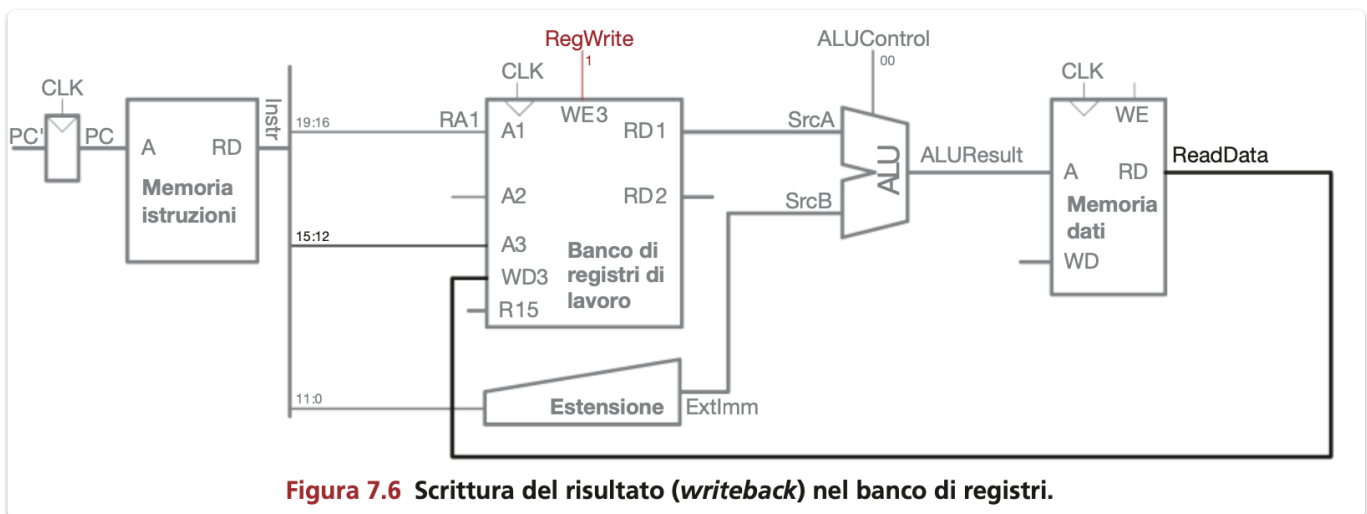 RegWrite
1
ALUControl
00
CLK
CLK
CLK
PC'
PC
A
RD
Memoria
istruzioni
Instr
19:16
RA1
A1
WE3
RD1
SrcA
A2
RD2
SrcB
ALU
ALUResult
WE
A
RD
ReadData
Memoria
dati
WD
15:12
A3
WD3
R15
Banco di
registri di
lavoro
11:0
Estensione
ExtImm
Figura 7.6 Scrittura del risultato (writeback) nel banco di registri.